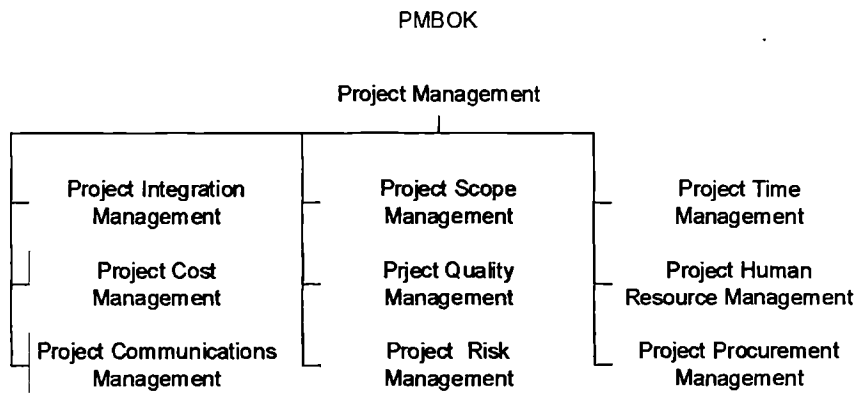 PMBOK
Project Management
Project Integration
Management
Project Scope
Management
Project Time
Management
Project Cost
Management
Prject Quality
Management
Project Human
Resource Management
Project Communications
Management
Project Risk
Management
Project Procurement
Management